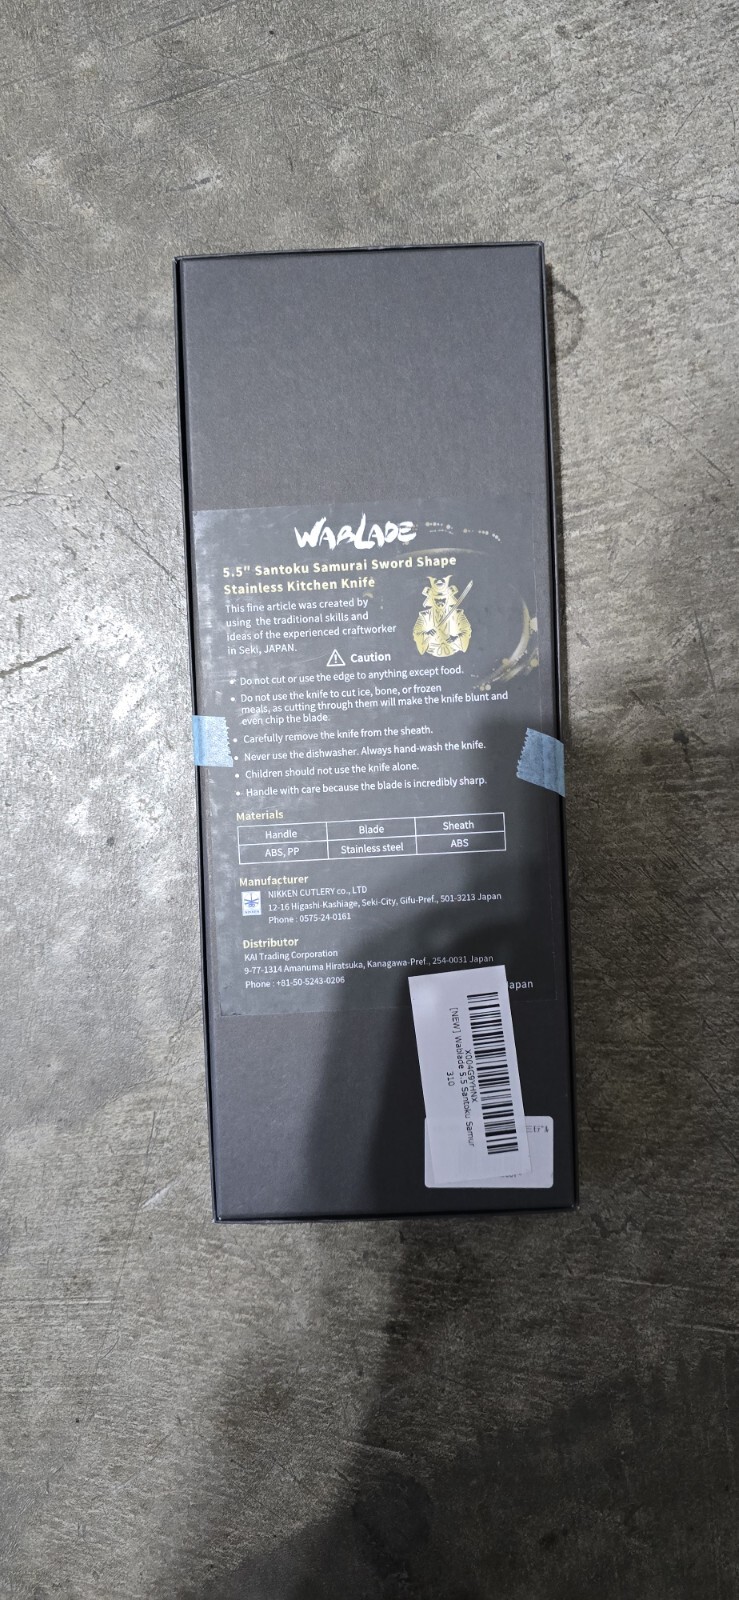 WABLADE
5.5" Santoku Samurai Sword Shape
Stainless Kitchen Knife
This fine article was created by
using the traditional skills and
ideas of the experienced craftworker
in Seki, JAPAN.
Caution
• Do not cut or use the edge to anything except food.
• Do not use the knife to cut ice, bone, or frozen
meals, as cutting through them will make the knife blunt and
even chip the blade.
• Carefully remove the knife from the sheath.
• Never use the dishwasher. Always hand-wash the knife.
• Children should not use the knife alone.
• Handle with care because the blade is incredibly sharp.
Materials
Handle Blade Sheath
ABS, PP Stainless steel ABS
Manufacturer
NIKKEN CUTLERY co., LTD
12-16 Higashi-Kashiage, Seki-City, Gifu-Pref., 501-3213 Japan
Phone : 0575-24-0161
Distributor
KAI Trading Corporation
9-77-1314 Amanuma Hiratsuka, Kanagawa-Pref., 254-0031 Japan
Phone : +81-50-5243-0206
apan
X004G9YHNX
[NEW] Wablade 5.5 Santoku Samur
310